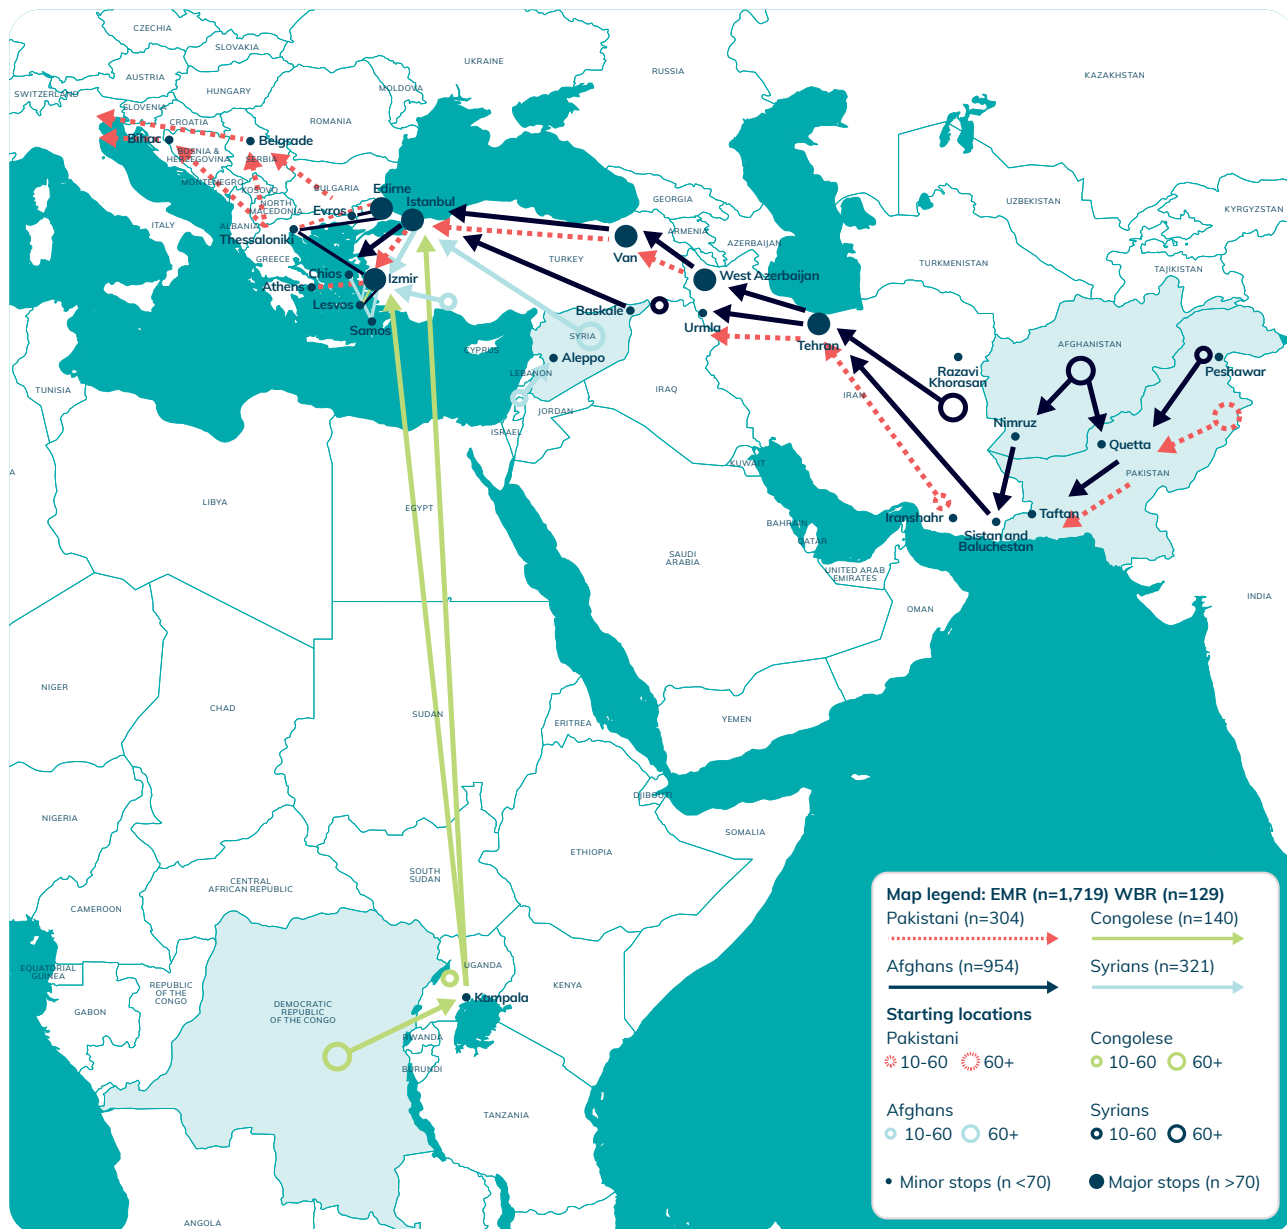 CZECHIA
SLOVAKIA
UKRAINE
RUSSIA
KAZAKHSTAN
AUSTRIA
SWITZERLAND
HUNGARY
MOLDOVA
SLOVENIA
CROATIA
ROMANIA
Bihac
Belgrade
BOSNIA &
HERZEGOVINA
SERBIA
MONTENEGRO
KOSOVO
BULGARIA
Edirne
Istanbul
NORTH
MACEDONIA
Evros
ITALY
ALBANIA
Thessaloniki
GREECE
GEORGIA
ARMENIA
AZERBAIJAN
UZBEKISTAN
KYRGYZSTAN
TURKMENISTAN
TAJIKISTAN
TURKEY
Van
West Azerbaijan
Chios
Izmir
Athens
Lesvos
Samos
Baskale
Urmla
Tehran
CYPRUS
SYRIA
Aleppo
LEBANON
AFGHANISTAN
Razavi
Khorasan
Peshawar
TUNISIA
JORDAN
ISRAEL
IRAQ
IRAN
Nimruz
Quetta
KUWAIT
PAKISTAN
A
LIBYA
EGYPT
BAHRAIN
QATAR
Iranshahr
Taftan
Sistan and
Baluchestan
SAUDI
ARABIA
UNITED ARAB
EMIRATES
OMAN
INDIA
NIGER
CHAD
SUDAN
ERITREA
YEMEN
DJIBOUTI
NIGERIA
SOMALIA
ETHIOPIA
CENTRAL
AFRICAN REPUBLIC
SOUTH
SUDAN
CAMEROON
EQUATORIAL
GUINEA
REPUBLIC
OF THE
CONGO
GABON
DEMOCRATIC
REPUBLIC
OF THE CONGO
UGANDA
KENYA
Kampala
RWANDA
BURUNDI
TANZANIA
ANGOLA
Map legend: EMR (n=1,719) WBR (n=129)
Pakistani (n=304)
Congolese (n=140)
Afghans (n=954)
Syrians (n=321)
Starting locations
Pakistani
Congolese
10-60 60+
10-60 60+
Afghans
Syrians
10-60 60+
10-60 60+
Minor stops (n <70)
Major stops (n >70)